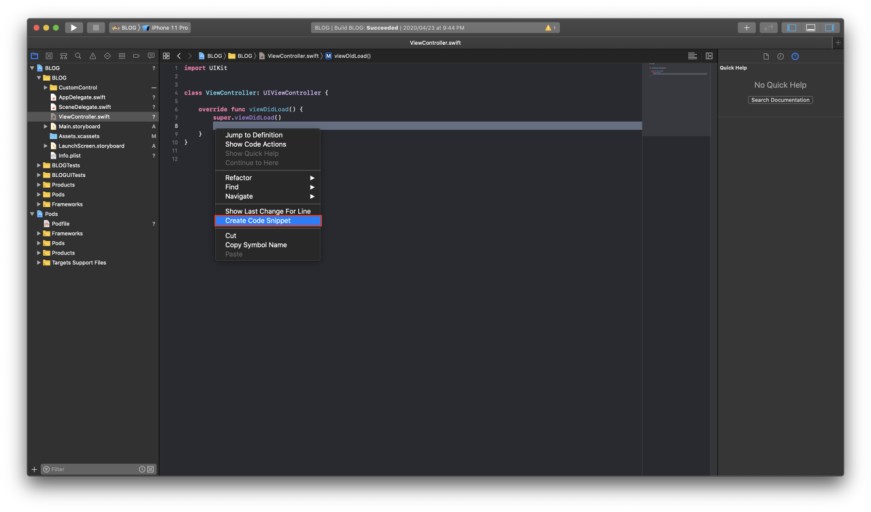 BLOG
iPhone 11 Pro
BLOG | Build BLOG: Succeeded | 2020/04/23 at 9:44 PM
ViewController.swift
BLOG
BLOG
ViewController.swift
viewDidLoad()
BLOG
BLOG
CustomControl
AppDelegate.swift
SceneDelegate.swift
ViewController.swift
Main.storyboard
Assets.xcassets
LaunchScreen.storyboard
Info.plist
BLOGTests
BLOGUITests
Products
Pods
Frameworks
Pods
Podfile
Frameworks
Pods
Products
Targets Support Files
Filter
1 import UIKit
2
3
4 class ViewController: UIViewController {
5
6 override func viewDidLoad() {
7 super.viewDidLoad()
8
9 }
10 }
11
12
Jump to Definition
Show Code Actions
Show Quick Help
Continue to Here
Refactor
Find
Navigate
Show Last Change For Line
Create Code Snippet
Cut
Copy Symbol Name
Paste
Quick Help
No Quick Help
Search Documentation